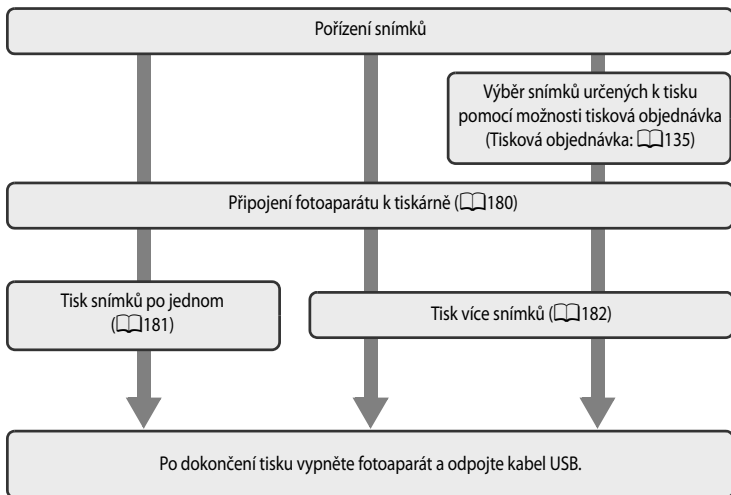 Pořízení snímků
Výběr snímků určených k tisku
pomocí možnosti tisková objednávka
(Tisková objednávka: 135)
Připojení fotoaparátu k tiskárně (180)
Tisk snímků po jednom
(181)
Tisk více snímků (182)
Po dokončení tisku vypněte fotoaparát a odpojte kabel USB.